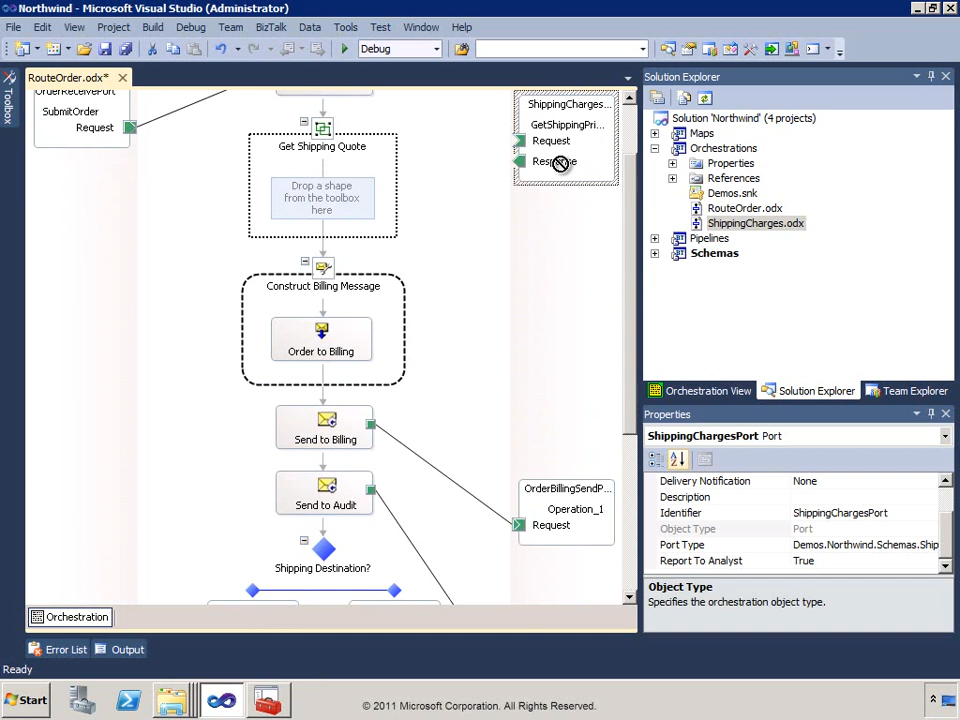 Northwind - Microsoft Visual Studio (Administrator)
File Edit View Project Build Debug Team BizTalk Data Tools Test Window Help
Debug
RouteOrder.odx*
Toolbox
OrderReceivePort
SubmitOrder
Request
Get Shipping Quote
Drop a shape
from the toolbox
here
Construct Billing Message
Order to Billing
Send to Billing
Send to Audit
Shipping Destination?
ShippingCharges...
GetShippingPri...
Request
Response
OrderBillingSendP...
Operation_1
Request
Orchestration
Solution Explorer
Solution 'Northwind' (4 projects)
Maps
Orchestrations
Properties
References
Demos.snk
RouteOrder.odx
ShippingCharges.odx
Pipelines
Schemas
Orchestration View Solution Explorer Team Explorer
Properties
ShippingChargesPort Port
Delivery Notification None
Description
Identifier ShippingChargesPort
Object Type Port
Port Type Demos.Northwind.Schemas.Ship
Report To Analyst True
Object Type
Specifies the orchestration object type.
Error List Output
Ready
Start
© 2011 Microsoft Corporation. All Rights Reserved.